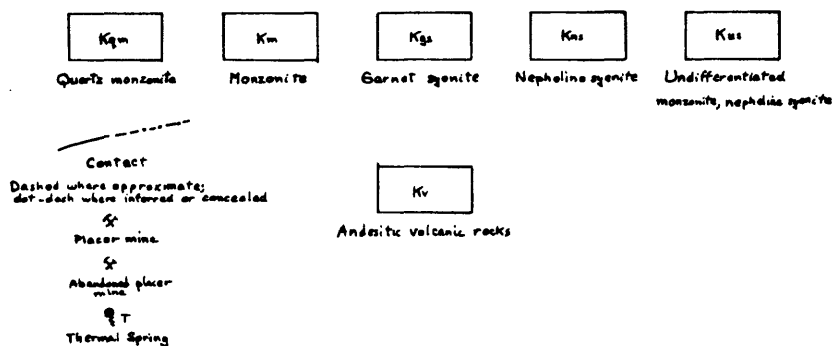 Kqm
Km
Kgs
Kns
Kus
Quartz monzonite
Monzonite
Garnet syenite
Nepheline syenite
Undifferentiated
monzonite, nepheline syenite
Contact
Dashed where approximate;
dot-dash where inferred or concealed
Kv
Andesitic volcanic rocks
Placer mine
Abandoned placer
mine
T
Thermal Spring